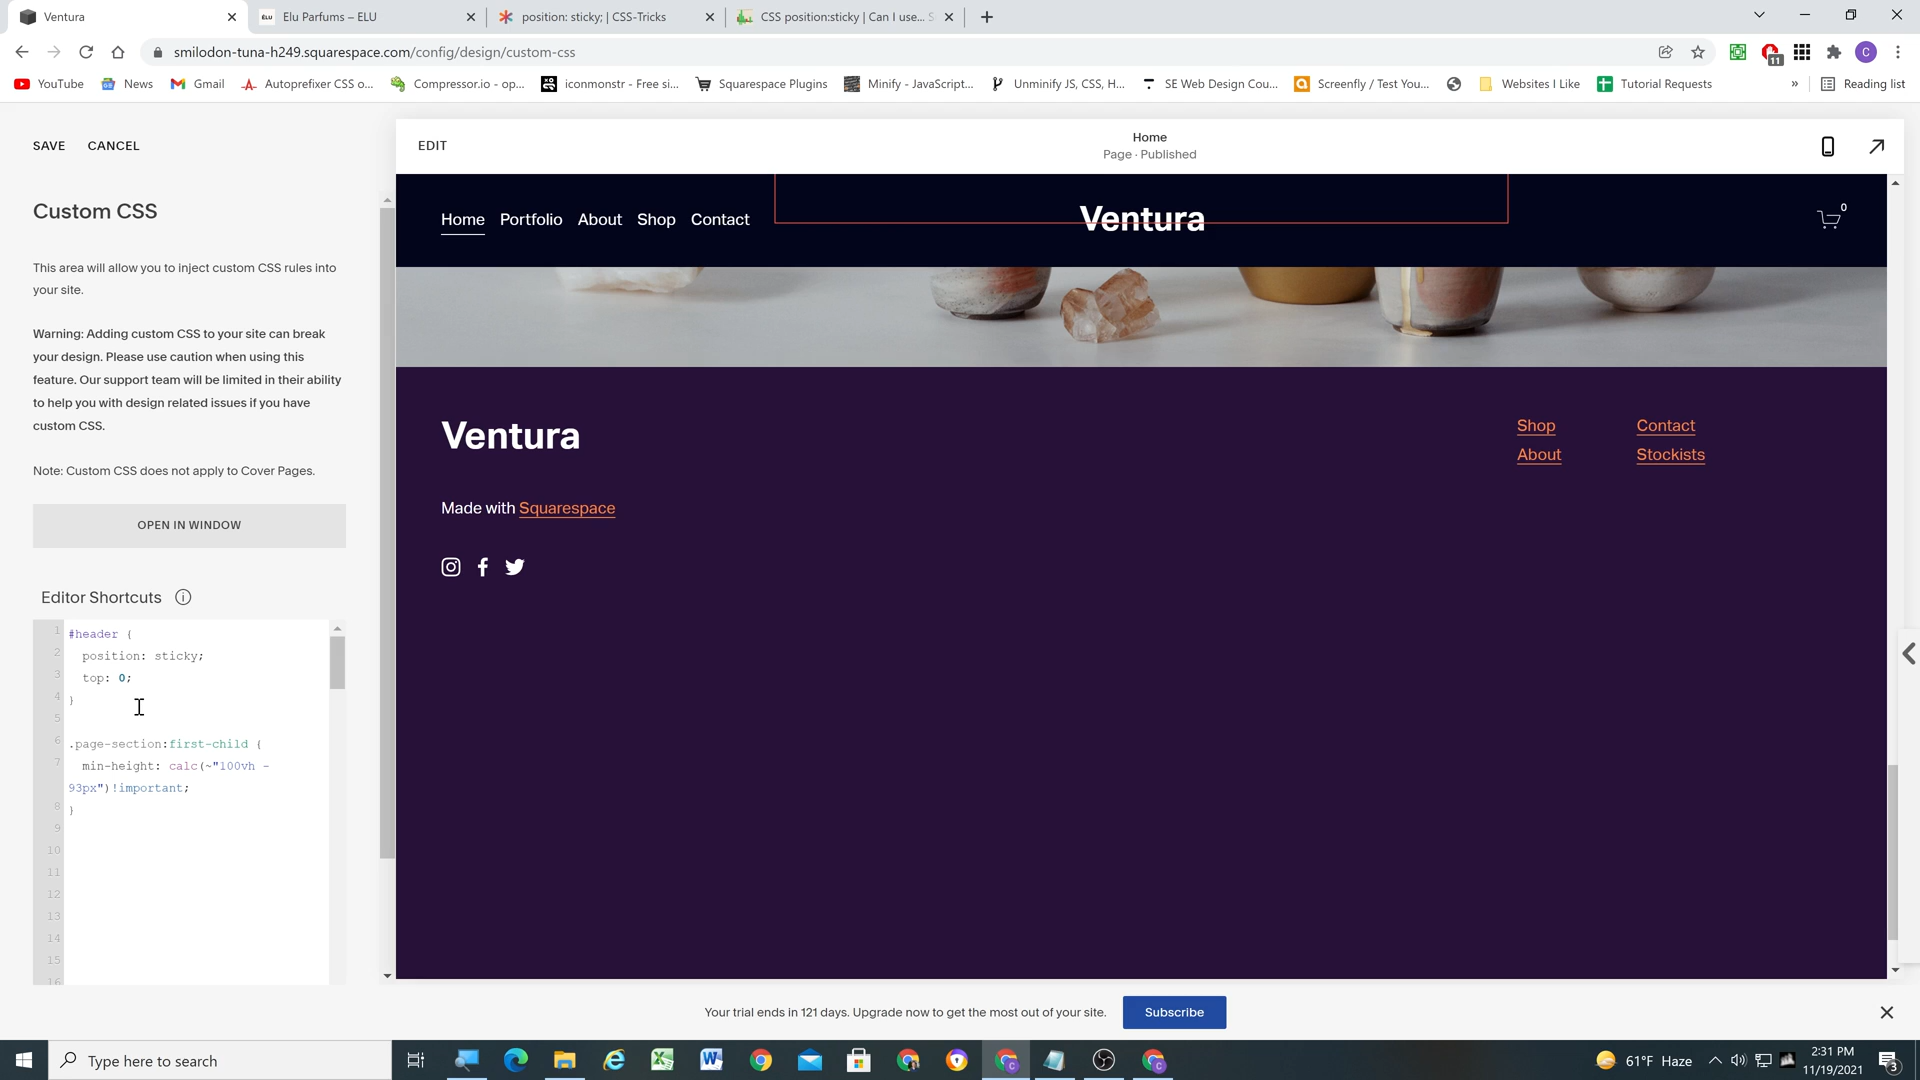 Ventura
ÉLU Elu Parfums – ELU
position: sticky; | CSS-Tricks
CSS position:sticky | Can I use... S
smilodon-tuna-h249.squarespace.com/config/design/custom-css
11
C
YouTube
News
Gmail
Autoprefixer CSS o...
Compressor.io - op...
iconmonstr - Free si...
Squarespace Plugins
Minify - JavaScript...
Unminify JS, CSS, H...
SE Web Design Cou...
Screenfly / Test You...
Websites I Like
Tutorial Requests
»
Reading list
SAVE CANCEL
EDIT
Home
Page · Published
Custom CSS
This area will allow you to inject custom CSS rules into
your site.
Warning: Adding custom CSS to your site can break
your design. Please use caution when using this
feature. Our support team will be limited in their ability
to help you with design related issues if you have
custom CSS.
Note: Custom CSS does not apply to Cover Pages.
OPEN IN WINDOW
Editor Shortcuts
1 #header {
2 position: sticky;
3 top: 0;
4 }
5
6 .page-section:first-child {
7 min-height: calc(~"100vh -
93px")!important;
8 }
9
10
11
12
13
14
15
16
Home Portfolio About Shop Contact
Ventura
0
Ventura
Made with Squarespace
Shop
Contact
About
Stockists
Your trial ends in 121 days. Upgrade now to get the most out of your site.
Subscribe
Type here to search
61°F Haze
2:31 PM
11/19/2021
3